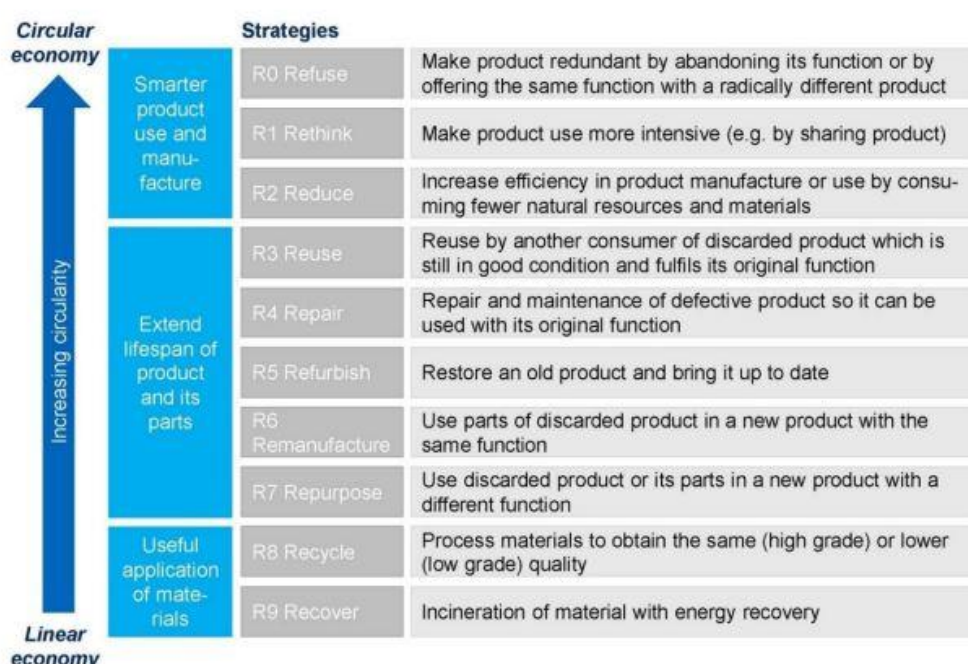 Circular
economy
Strategies
Smarter
product
use and
manu-
facture
R0 Refuse
Make product redundant by abandoning its function or by
offering the same function with a radically different product
R1 Rethink
Make product use more intensive (e.g. by sharing product)
R2 Reduce
Increase efficiency in product manufacture or use by consu-
ming fewer natural resources and materials
Increasing circularity
Extend
lifespan of
product
and its
parts
R3 Reuse
Reuse by another consumer of discarded product which is
still in good condition and fulfils its original function
R4 Repair
Repair and maintenance of defective product so it can be
used with its original function
R5 Refurbish
Restore an old product and bring it up to date
R6
Remanufacture
Use parts of discarded product in a new product with the
same function
R7 Repurpose
Use discarded product or its parts in a new product with a
different function
Useful
application
of mate-
rials
R8 Recycle
Process materials to obtain the same (high grade) or lower
(low grade) quality
R9 Recover
Incineration of material with energy recovery
Linear
economy